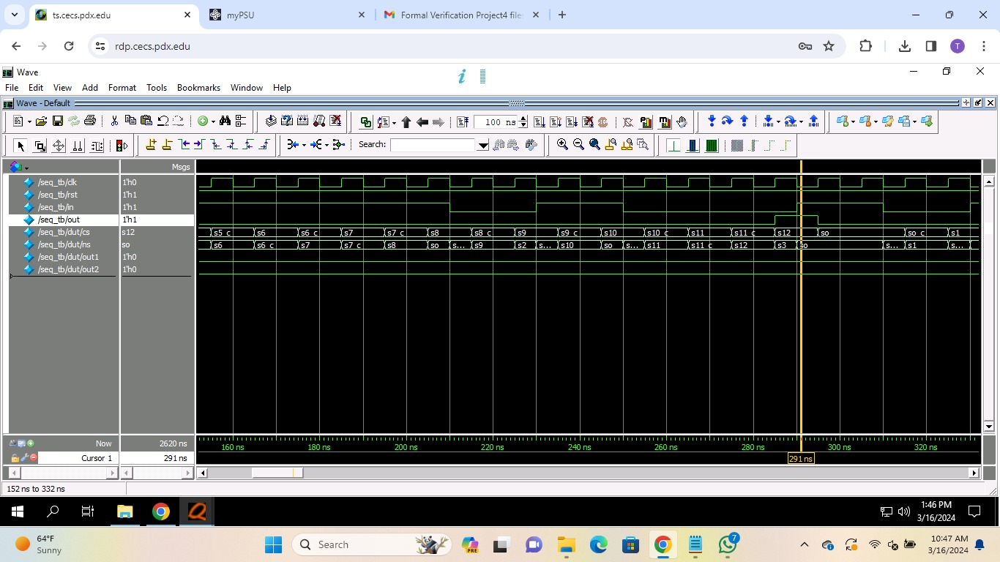 ts.cecs.pdx.edu
myPSU
Formal Verification Project4 file
rdp.cecs.pdx.edu
T
Wave
File Edit View Add Format Tools Bookmarks Window Help
Wave - Default
100 ns
Search:
Msgs
/seq_tb/clk 1'h0
/seq_tb/rst 1'h1
/seq_tb/in 1'h1
/seq_tb/out 1'h1
/seq_tb/dut/cs s12 s5_c s6 s6_c s7 s7_c s8 s8_c s9 s9_c s10 s10_c s11 s11_c s12 so so_c s1
/seq_tb/dut/ns so s6 s6_c s7 s7_c s8 so s... s9 s2 s... s10 so s... s11 s11_c s12 s3 so s... s1 s...
/seq_tb/dut/out1 1'h0
/seq_tb/dut/out2 1'h0
Now 2620 ns 160 ns 180 ns 200 ns 220 ns 240 ns 260 ns 280 ns 300 ns 320 ns
Cursor 1 291 ns 291 ns
152 ns to 332 ns
1:46 PM
3/16/2024
64°F
Sunny
Search
PRE
7
10:47 AM
3/16/2024